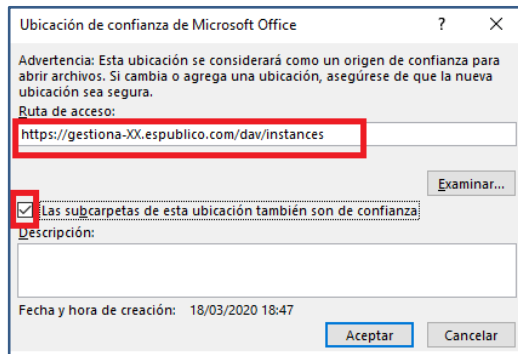 Ubicación de confianza de Microsoft Office ? ×
Advertencia: Esta ubicación se considerará como un origen de confianza para
abrir archivos. Si cambia o agrega una ubicación, asegúrese de que la nueva
ubicación sea segura.
Ruta de acceso:
https://gestiona-XX.espublico.com/dav/instances
Examinar...
Las subcarpetas de esta ubicación también son de confianza
Descripción:
Fecha y hora de creación: 18/03/2020 18:47
Aceptar Cancelar